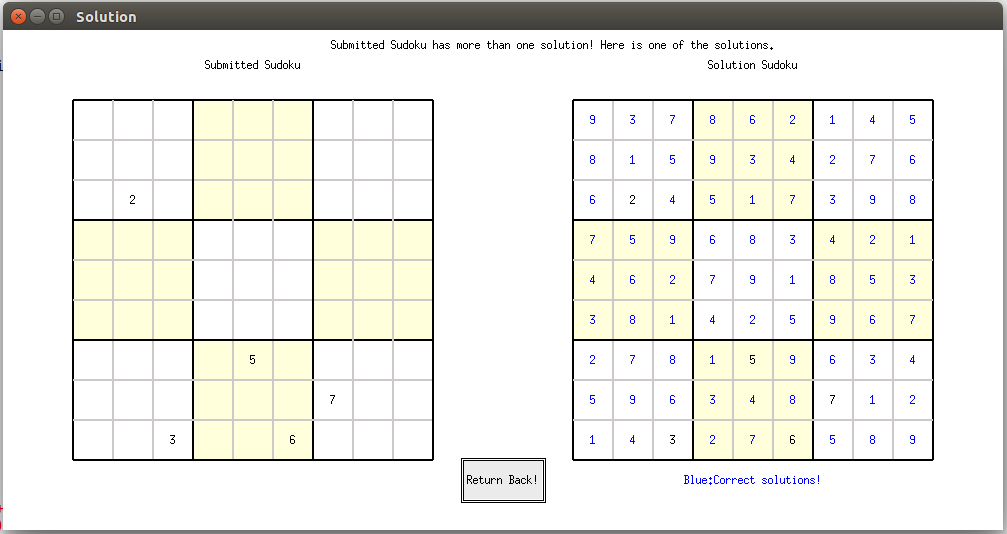 Solution
Submitted Sudoku has more than one solution! Here is one of the solutions.
Submitted Sudoku
2
5
7
3 6
Solution Sudoku
9 3 7 8 6 2 1 4 5
8 1 5 9 3 4 2 7 6
6 2 4 5 1 7 3 9 8
7 5 9 6 8 3 4 2 1
4 6 2 7 9 1 8 5 3
3 8 1 4 2 5 9 6 7
2 7 8 1 5 9 6 3 4
5 9 6 3 4 8 7 1 2
1 4 3 2 7 6 5 8 9
Return Back!
Blue:Correct solutions!